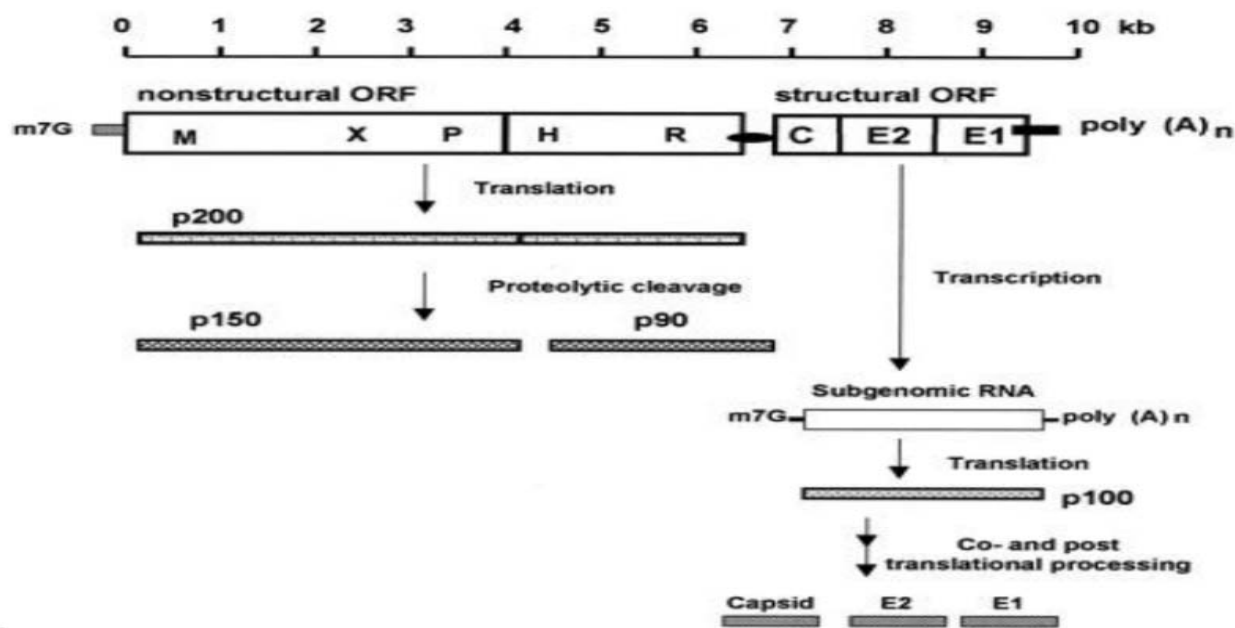 0 1 2 3 4 5 6 7 8 9 10 kb
nonstructural ORF structural ORF
m7G M X P H R C E2 E1 poly (A)n
Translation
p200
Proteolytic cleavage Transcription
p150 p90
Subgenomic RNA
m7G poly (A)n
Translation
p100
Co- and post
translational processing
Capsid E2 E1